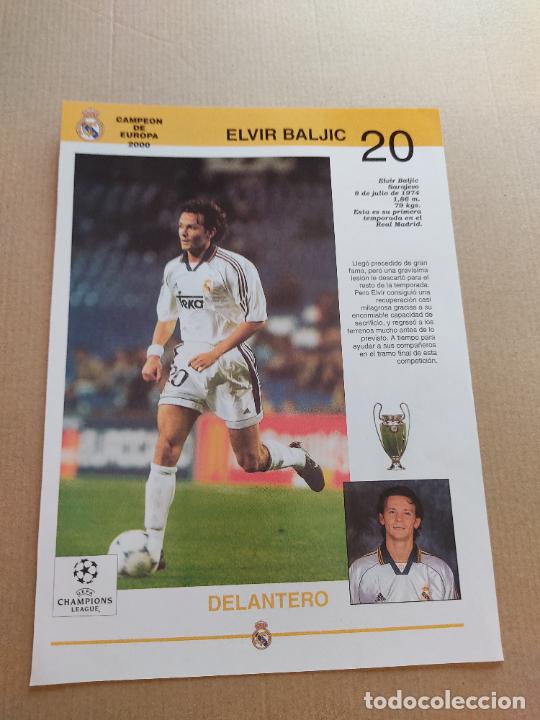 CAMPEON
DE
EUROPA
2000
ELVIR BALJIC
20
Elvir Baljic
Sarajevo
8 de julio de 1974
1,86 m.
79 kgs.
Esta es su primera
temporada en el
Real Madrid.
Llegó precedido de gran
fama, pero una gravísima
lesión le descartó para el
resto de la temporada.
Pero Elvir consiguió una
recuperación casi
milagrosa gracias a su
encomiable capacidad de
sacrificio, y regresó a los
terrenos mucho antes de lo
previsto. A tiempo para
ayudar a sus compañeros
en el tramo final de esta
competición.
TEKA
20
UEFA
CHAMPIONS
LEAGUE
DELANTERO
todocoleccion